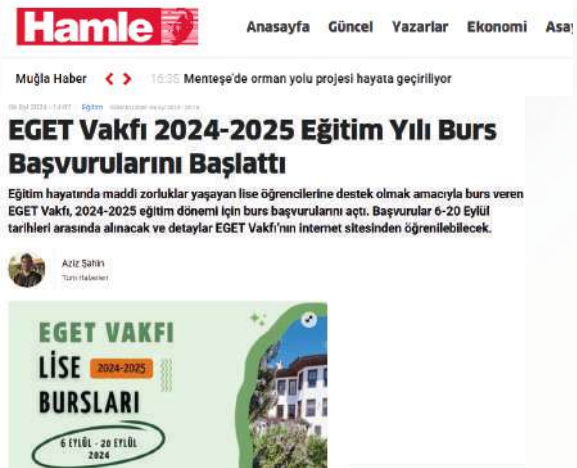 Hamle
Anasayfa Güncel Yazarlar Ekonomi Asay
Muğla Haber 16:35 Menteşe'de orman yolu projesi hayata geçiriliyor
Eğitim
EGET Vakfı 2024-2025 Eğitim Yılı Burs
Başvurularını Başlattı
Eğitim hayatında maddi zorluklar yaşayan lise öğrencilerine destek olmak amacıyla burs veren
EGET Vakfı, 2024-2025 eğitim dönemi için burs başvurularını açtı. Başvurular 6-20 Eylül
tarihleri arasında alınacak ve detaylar EGET Vakfı'nın internet sitesinden öğrenilebilecek.
Aziz Şahin
Tüm Haberleri
EGET VAKFI
LİSE 2024-2025
BURSLARI
6 EYLÜL - 20 EYLÜL
2024